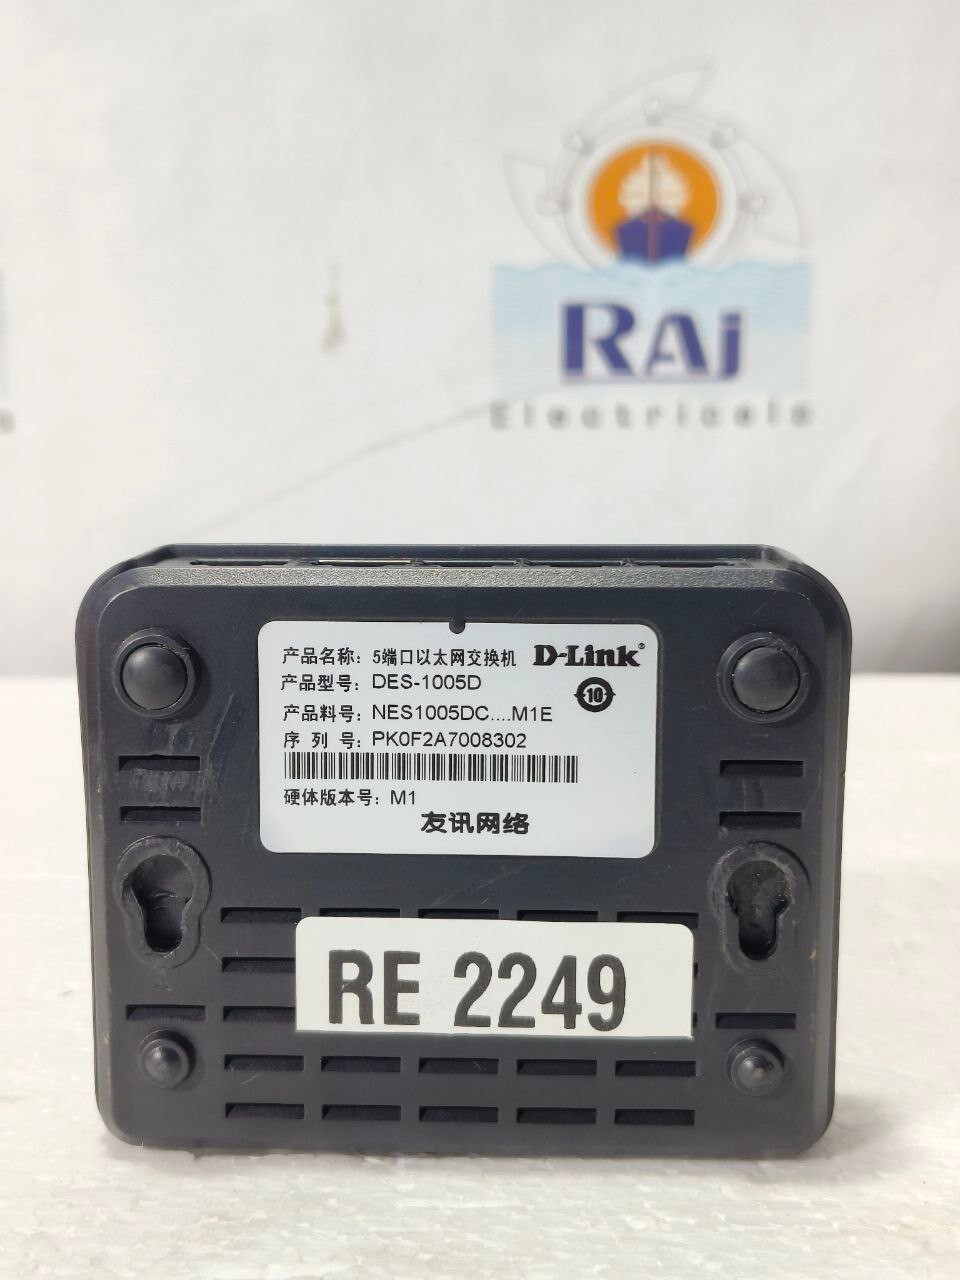 RAj
Electricals
产品名称: 5端口以太网交换机 D-Link®
产品型号: DES-1005D
10
产品料号: NES1005DC....M1E
序 列 号: PK0F2A7008302
硬体版本号: M1
友讯网络
RE 2249